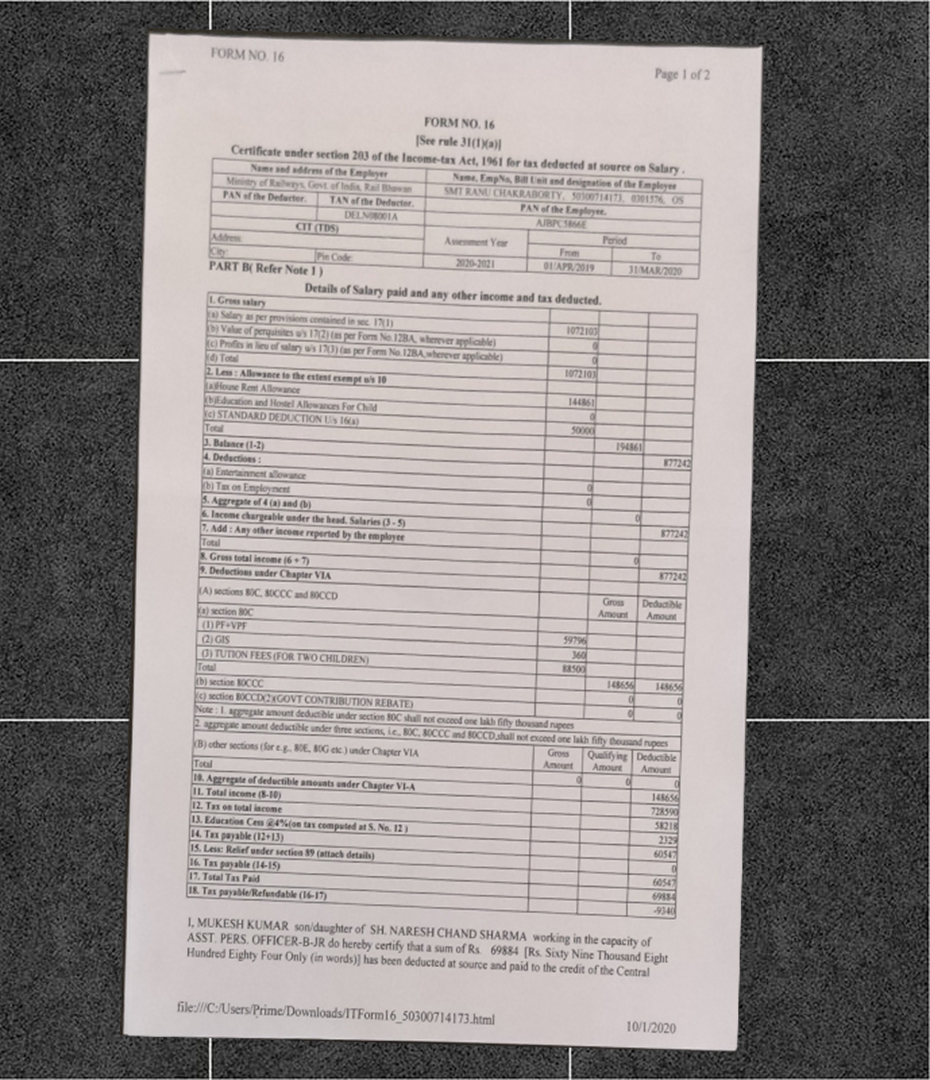 FORM NO. 16
Page 1 of 2
FORM NO. 16
[See rule 31(1)(a)]
Certificate under section 203 of the Income-tax Act, 1961 for tax deducted at source on Salary .
Name and address of the Employer Name, EmpNo, Bill Unit and designation of the Employee
Ministry of Railways, Govt. of India, Rail Bhawan SMT RANU CHAKRABORTY, 50300714173, 0301576, OS
PAN of the Deductor. TAN of the Deductor. PAN of the Employee.
DELN08001A AJBPC5866E
CIT (TDS) Assessment Year Period
Address: From To
City: Pin Code: 2020-2021 01/APR/2019 31/MAR/2020
PART B( Refer Note 1 )
Details of Salary paid and any other income and tax deducted.
1. Gross salary
(a) Salary as per provisions contained in sec. 17(1) 1072103
(b) Value of perquisites u/s 17(2) (as per Form No.12BA, wherever applicable) 0
(c) Profits in lieu of salary u/s 17(3) (as per Form No.12BA,wherever applicable) 0
(d) Total 1072103
2. Less : Allowance to the extent exempt u/s 10
(a)House Rent Allowance 144861
(b)Education and Hostel Allowances For Child 0
(c) STANDARD DEDUCTION U/s 16(a) 50000
Total 194861
3. Balance (1-2) 877242
4. Deductions :
(a) Entertainment allowance 0
(b) Tax on Employment 0
5. Aggregate of 4 (a) and (b) 0
6. Income chargeable under the head. Salaries (3 - 5) 877242
7. Add : Any other income reported by the employee
Total 0
8. Gross total income (6 + 7) 877242
9. Deductions under Chapter VIA
(A) sections 80C, 80CCC and 80CCD Gross Amount Deductible Amount
(a) section 80C
(1) PF+VPF 59796
(2) GIS 360
(3) TUTION FEES (FOR TWO CHILDREN) 88500
Total 148656 148656
(b) section 80CCC 0 0
(c) section 80CCD(2)(GOVT CONTRIBUTION REBATE) 0 0
Note : 1. aggregate amount deductible under section 80C shall not exceed one lakh fifty thousand rupees
2. aggregate amount deductible under three sections, i.e., 80C, 80CCC and 80CCD,shall not exceed one lakh fifty thousand rupees
(B) other sections (for e.g., 80E, 80G etc.) under Chapter VIA Gross Amount Qualifying Amount Deductible Amount
Total 0 0 0
10. Aggregate of deductible amounts under Chapter VI-A 148656
11. Total income (8-10) 728590
12. Tax on total income 58218
13. Education Cess @4%(on tax computed at S. No. 12 ) 2329
14. Tax payable (12+13) 60547
15. Less: Relief under section 89 (attach details) 0
16. Tax payable (14-15) 60547
17. Total Tax Paid 69884
18. Tax payable/Refundable (16-17) -9340
I, MUKESH KUMAR son/daughter of SH. NARESH CHAND SHARMA working in the capacity of
ASST. PERS. OFFICER-B-JR do hereby certify that a sum of Rs. 69884 [Rs. Sixty Nine Thousand Eight
Hundred Eighty Four Only (in words)] has been deducted at source and paid to the credit of the Central
file:///C:/Users/Prime/Downloads/ITForm16_50300714173.html
10/1/2020